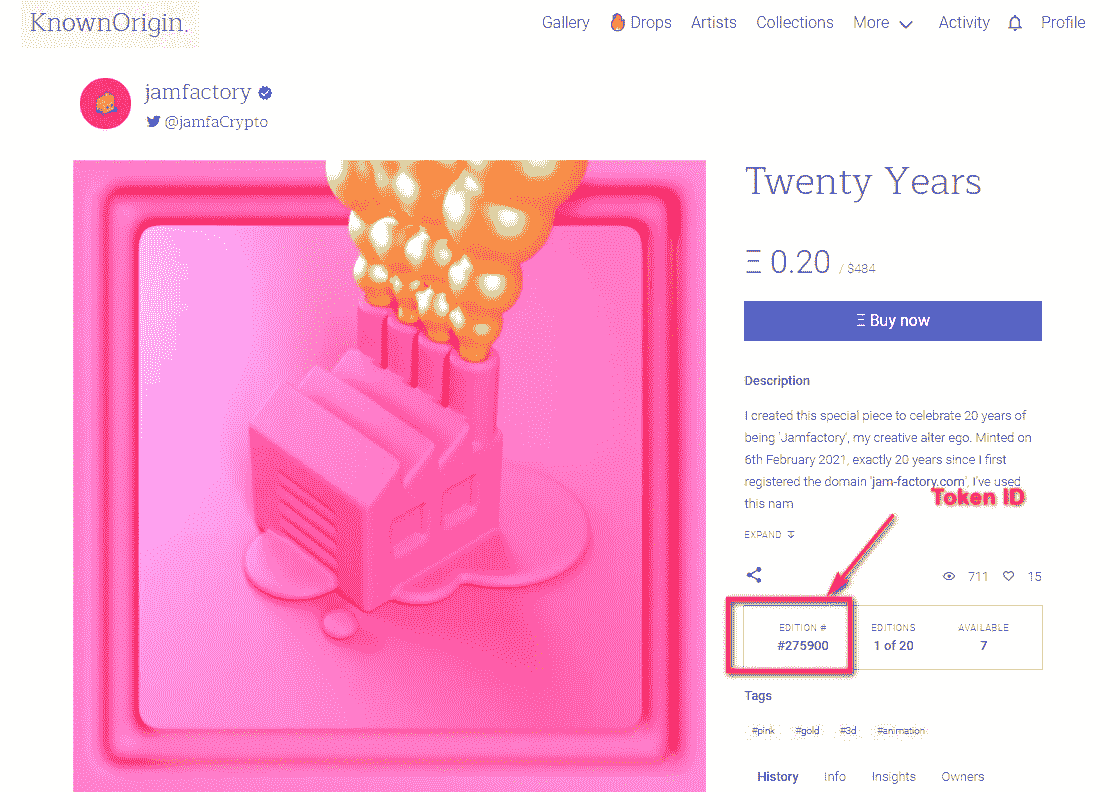 KnownOrigin.
Gallery Drops Artists Collections More Activity Profile
jamfactory
@jamfaCrypto
Twenty Years
Ξ 0.20 / $484
Ξ Buy now
Description
I created this special piece to celebrate 20 years of
being 'Jamfactory', my creative alter ego. Minted on
6th February 2021, exactly 20 years since I first
registered the domain 'jam-factory.com', I've used
this nam
Token ID
EXPAND
711 15
EDITION # EDITIONS AVAILABLE
#275900 1 of 20 7
Tags
#pink #gold #3d #animation
History Info Insights Owners